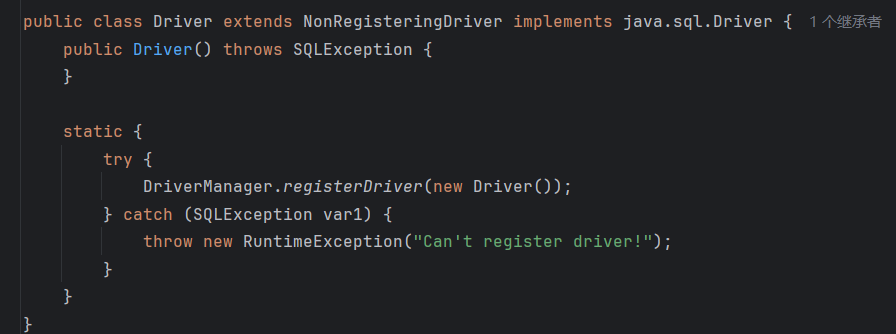 public class Driver extends NonRegisteringDriver implements java.sql.Driver { 1个继承者
    public Driver() throws SQLException {
    }

    static {
        try {
            DriverManager.registerDriver(new Driver());
        } catch (SQLException var1) {
            throw new RuntimeException("Can't register driver!");
        }
    }
}